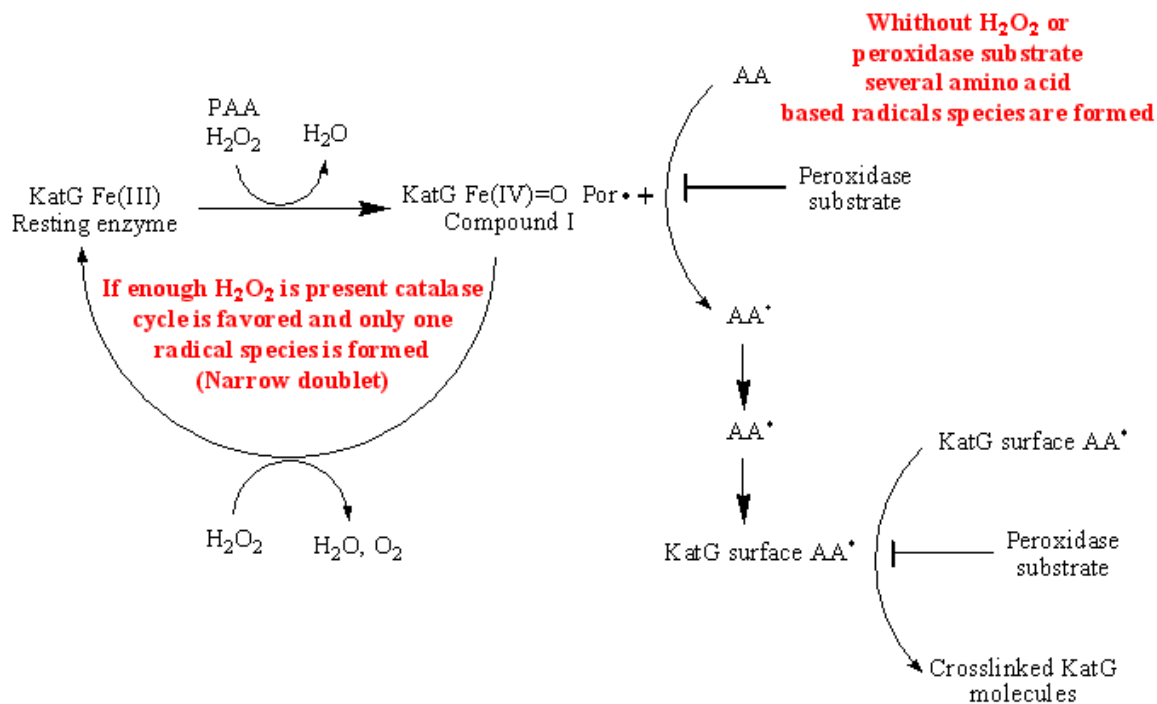 Whithout H₂O₂ or
peroxidase substrate
several amino acid
based radicals species are formed
AA
PAA
H₂O₂
H₂O
KatG Fe(III)
Resting enzyme
KatG Fe(IV)=O Por• +
Compound I
Peroxidase
substrate
If enough H₂O₂ is present catalase
cycle is favored and only one
radical species is formed
(Narrow doublet)
AA•
AA•
KatG surface AA•
H₂O₂
H₂O, O₂
KatG surface AA•
Peroxidase
substrate
Crosslinked KatG
molecules